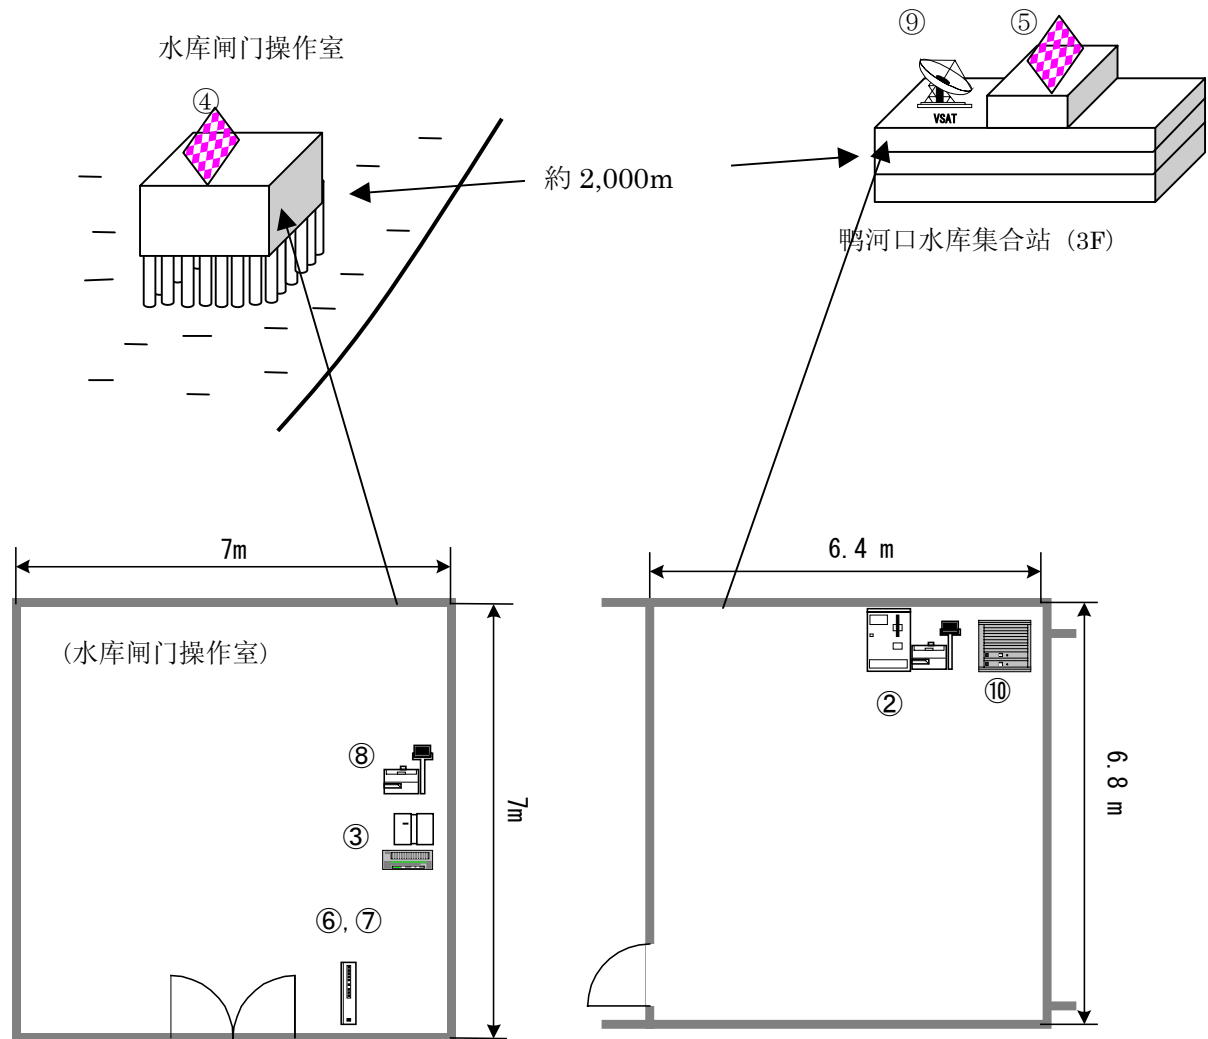 ⑨
⑤
水库闸门操作室
④
VSAT
約 2,000m
鸭河口水库集合站（3F）
7m
6.4 m
(水库闸门操作室)
②
⑩
⑧
6.8 m
7m
③
⑥, ⑦